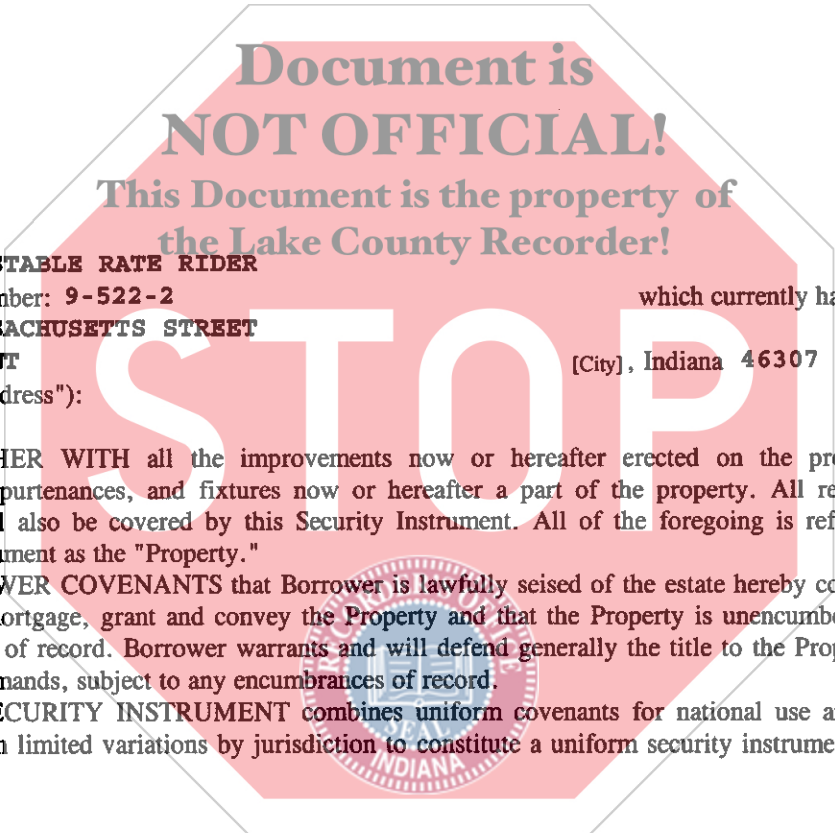 Document is
NOT OFFICIAL!
This Document is the property of
the Lake County Recorder!
STABLE RATE RIDER
mber: 9-522-2 which currently ha
SACHUSETTS STREET
NT [City], Indiana 46307
dress"):
STOP
HER WITH all the improvements now or hereafter erected on the pro
purtenances, and fixtures now or hereafter a part of the property. All re
l also be covered by this Security Instrument. All of the foregoing is ref
ument as the "Property."
WER COVENANTS that Borrower is lawfully seised of the estate hereby co
ortgage, grant and convey the Property and that the Property is unencumbe
of record. Borrower warrants and will defend generally the title to the Prop
mands, subject to any encumbrances of record.
ECURITY INSTRUMENT combines uniform covenants for national use a
n limited variations by jurisdiction to constitute a uniform security instrume
RECORDER'S OFFICE
SEAL
INDIANA